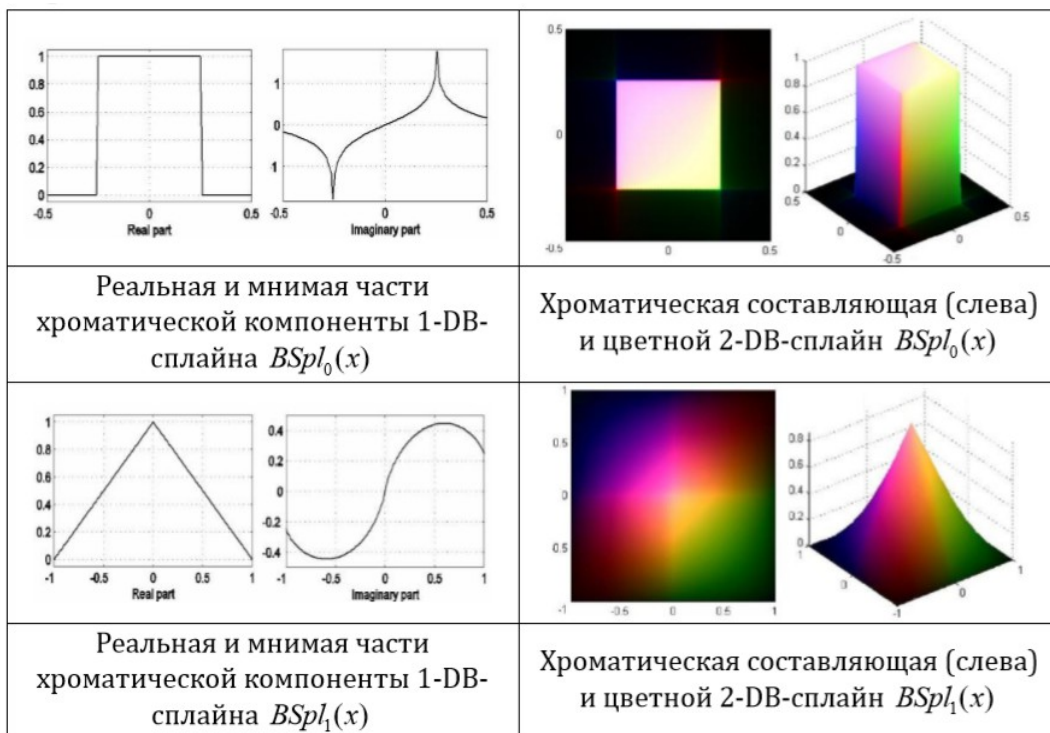 1
0.8
0.6
0.4
0.2
0
-0.5 0 0.5
Real part
1
0
1
-0.5 0 0.5
Imaginary part
0
-0.5
0 0.5
1
0.8
0.6
0.4
0.2
0
0.5
0
-0.5
0
0.5
Реальная и мнимая части
хроматической компоненты 1-DB-
сплайна BSpl₀(x)
Хроматическая составляющая (слева)
и цветной 2-DB-сплайн BSpl₀(x)
1
0.8
0.6
0.4
0.2
0
-1 -0.5 0 0.5 1
Real part
0.4
0.2
0
-0.2
-0.4
-1 -0.5 0 0.5 1
Imaginary part
1
0.5
0
0.5
-1
-0.5 0 0.5 1
0.8
0.6
0.4
0.2
0
1
0
-1
0
1
Реальная и мнимая части
хроматической компоненты 1-DB-
сплайна BSpl₁(x)
Хроматическая составляющая (слева)
и цветной 2-DB-сплайн BSpl₁(x)